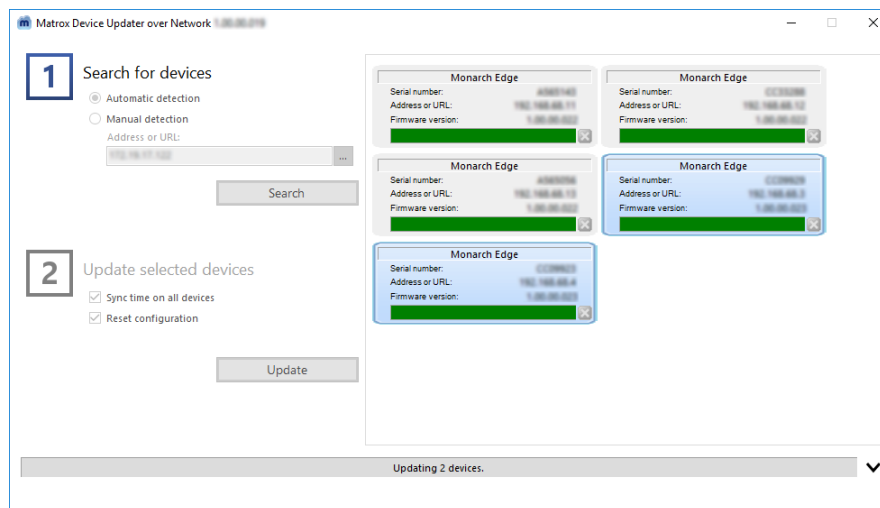 Matrox Device Updater over Network
1
Search for devices
Automatic detection
Manual detection
Address or URL:
...
Search
2
Update selected devices
Sync time on all devices
Reset configuration
Update
Monarch Edge
Serial number:
Address or URL:
Firmware version:
Monarch Edge
Serial number:
Address or URL:
Firmware version:
Monarch Edge
Serial number:
Address or URL:
Firmware version:
Monarch Edge
Serial number:
Address or URL:
Firmware version:
Monarch Edge
Serial number:
Address or URL:
Firmware version:
Updating 2 devices.